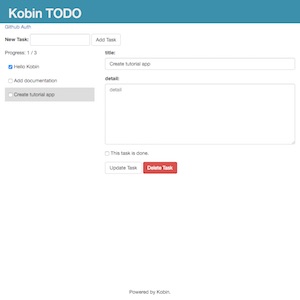 Kobin TODO
Github Auth
New Task: Add Task
Progress: 1 / 3
Hello Kobin
Add documentation
Create tutorial app
title:
Create tutorial app
detail:
detail
This task is done.
Update Task Delete Task
Powered by Kobin.